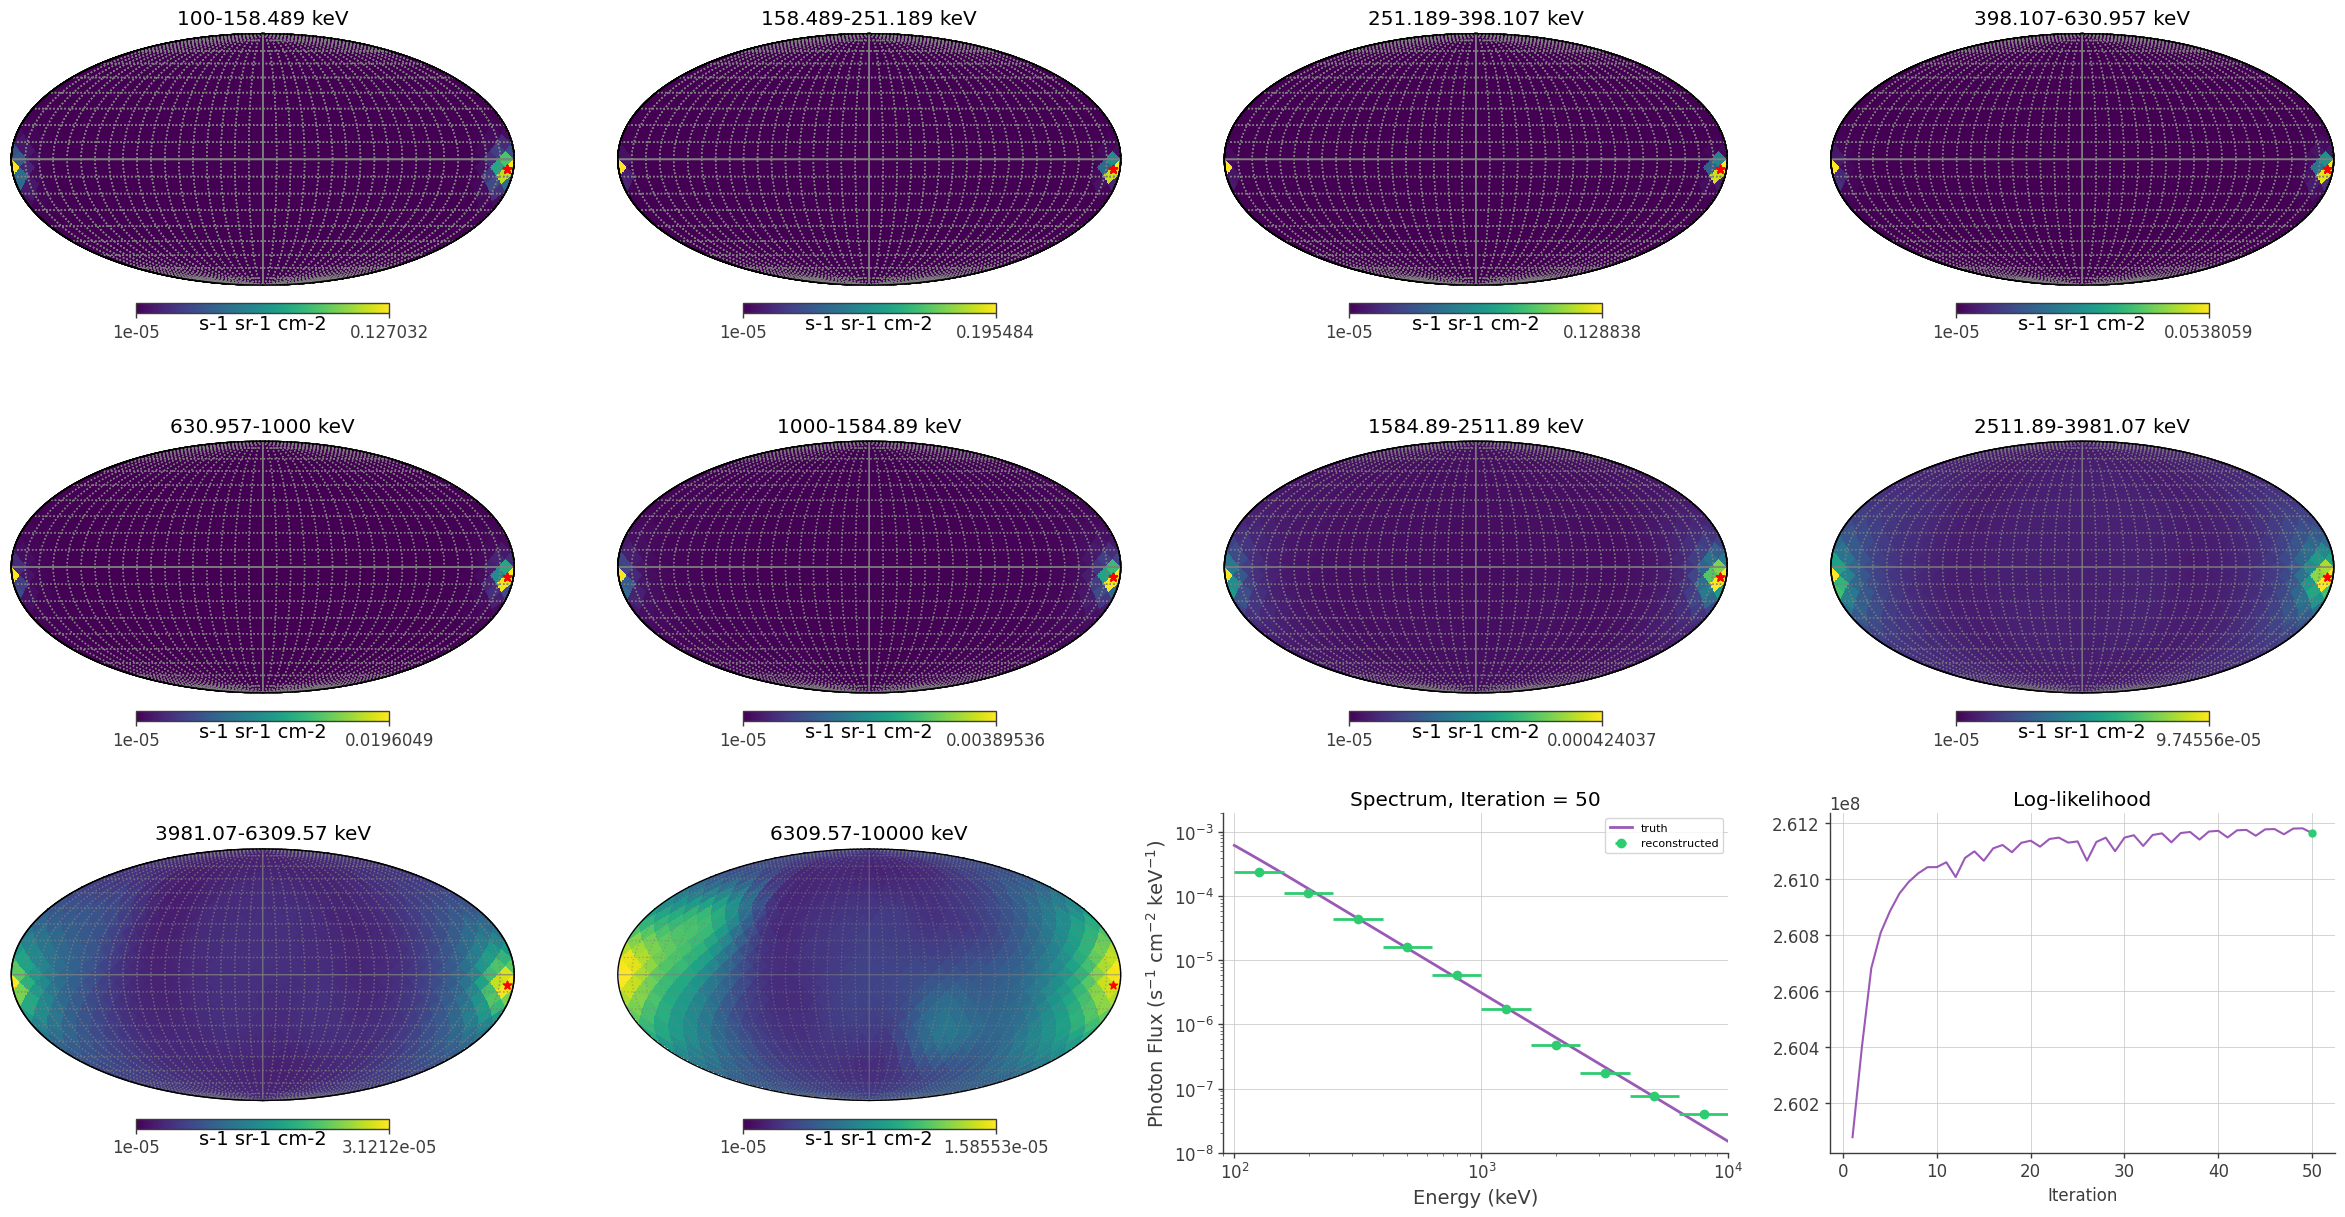 100-158.489 keV
158.489-251.189 keV
251.189-398.107 keV
398.107-630.957 keV
s-1 sr-1 cm-2
1e-05 0.127032
s-1 sr-1 cm-2
1e-05 0.195484
s-1 sr-1 cm-2
1e-05 0.128838
s-1 sr-1 cm-2
1e-05 0.0538059
630.957-1000 keV
1000-1584.89 keV
1584.89-2511.89 keV
2511.89-3981.07 keV
s-1 sr-1 cm-2
1e-05 0.0196049
s-1 sr-1 cm-2
1e-05 0.00389536
s-1 sr-1 cm-2
1e-05 0.000424037
s-1 sr-1 cm-2
1e-05 9.74556e-05
3981.07-6309.57 keV
s-1 sr-1 cm-2
1e-05 3.1212e-05
6309.57-10000 keV
s-1 sr-1 cm-2
1e-05 1.58553e-05
Spectrum, Iteration = 50
truth
reconstructed
Photon Flux (s⁻¹ cm⁻² keV⁻¹)
10⁻³
10⁻⁴
10⁻⁵
10⁻⁶
10⁻⁷
10⁻⁸
10² 10³ 10⁴
Energy (keV)
Log-likelihood
1e8
2.612
2.610
2.608
2.606
2.604
2.602
0 10 20 30 40 50
Iteration